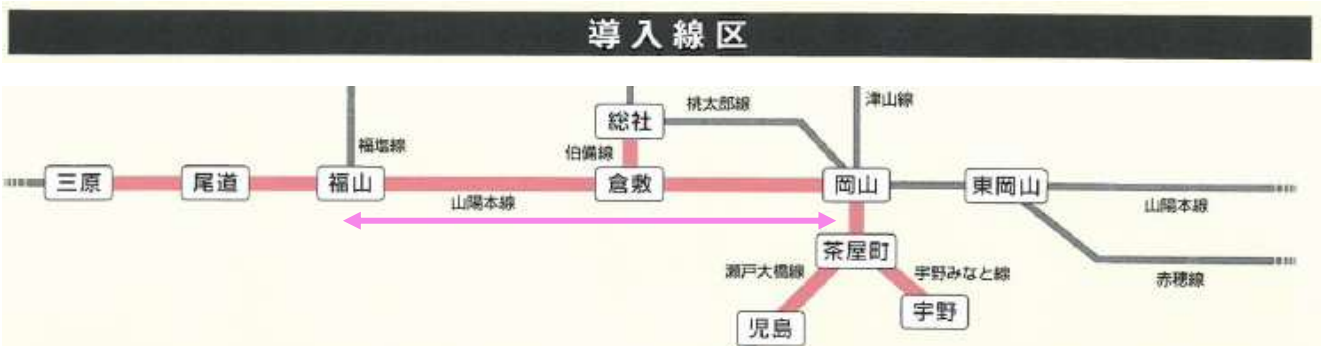 導入線区
桃太郎線
津山線
総社
福塩線
伯備線
三原
尾道
福山
倉敷
岡山
東岡山
山陽本線
山陽本線
茶屋町
瀬戸大橋線
宇野みなと線
赤穂線
宇野
児島